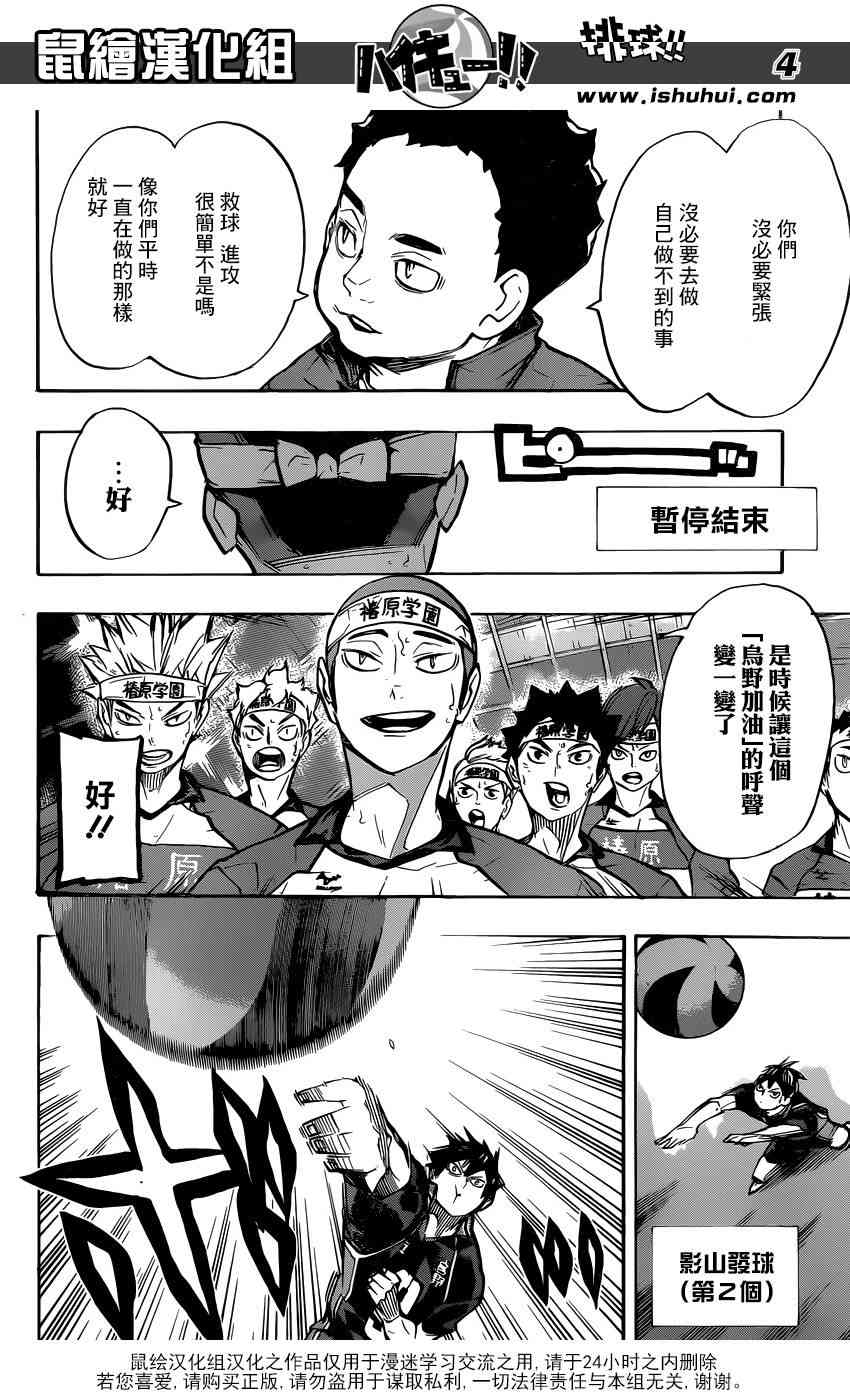 鼠繪漢化組
ハイキュー!!
排球!!
4
www.ishuhui.com
你們
沒必要緊張
沒必要去做
自己做不到的事
救球 進攻
很簡單不是嗎
像你們平時
一直在做的那樣
就好
暫停結束
…好
是時候讓這個
「烏野加油」的呼聲
變一變了
椿原学園
椿原学園
椿原
好!!
影山發球
(第2個)
烏野
鼠绘汉化组汉化之作品仅用于漫迷学习交流之用,请于24小时之内删除
若您喜爱,请购买正版,请勿盗用于谋取私利,一切法律责任与本组无关,谢谢。